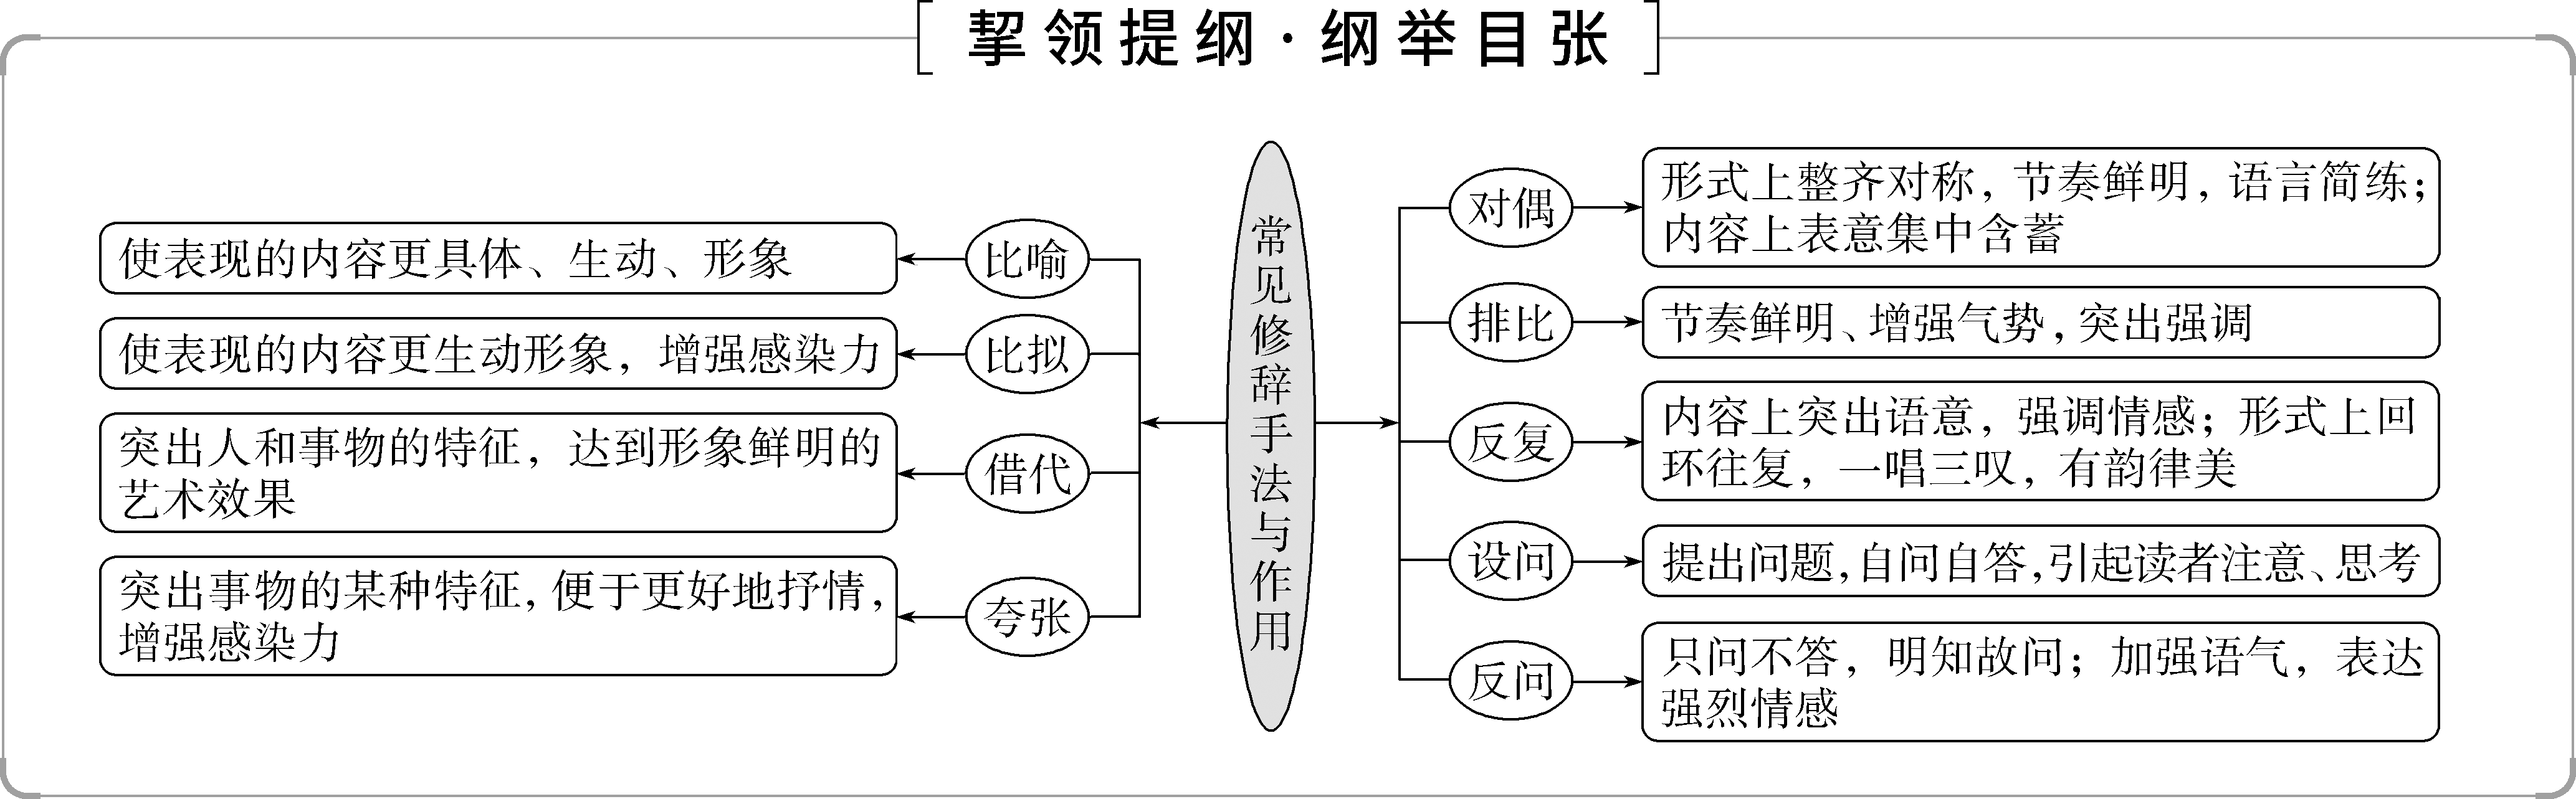 挈领提纲·纲举目张
比喻
使表现的内容更具体、生动、形象
比拟
使表现的内容更生动形象，增强感染力
借代
突出人和事物的特征，达到形象鲜明的
艺术效果
夸张
突出事物的某种特征，便于更好地抒情，
增强感染力
常见修辞手法与作用
对偶
形式上整齐对称，节奏鲜明，语言简练；
内容上表意集中含蓄
排比
节奏鲜明、增强气势，突出强调
反复
内容上突出语意，强调情感；形式上回
环往复，一唱三叹，有韵律美
设问
提出问题，自问自答，引起读者注意、思考
反问
只问不答，明知故问；加强语气，表达
强烈情感